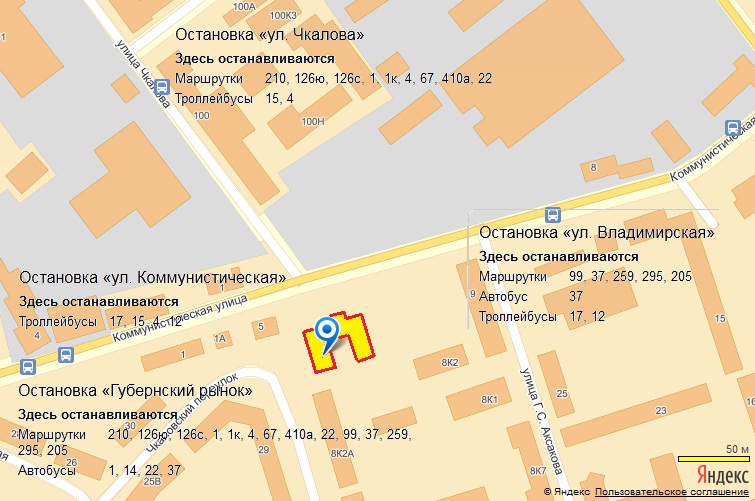 100А
100К3
Остановка «ул. Чкалова»
Здесь останавливаются
Маршрутки 210, 126ю, 126с, 1, 1к, 4, 67, 410а, 22
Троллейбусы 15, 4
улица Чкалова
100
100Н
8
Коммунистическая
Остановка «ул. Владимирская»
Здесь останавливаются
Маршрутки 99, 37, 259, 295, 205
Автобус 37
Троллейбусы 17, 12
9
15
Остановка «ул. Коммунистическая»
Здесь останавливаются
Троллейбусы 17, 15, 4, 12
Коммунистическая улица
4
1А
5
1
8К2
8К1
23
25
8К7
8К2А
30
улица Г. С. Аксакова
Чкаловский переулок
Остановка «Губернский рынок»
Здесь останавливаются
Маршрутки 210, 126ю, 126с, 1, 1к, 4, 67, 410а, 22, 99, 37, 259,
295, 205
Автобусы 1, 14, 22, 37
50 м
Яндекс
© Яндекс Пользовательское соглашение